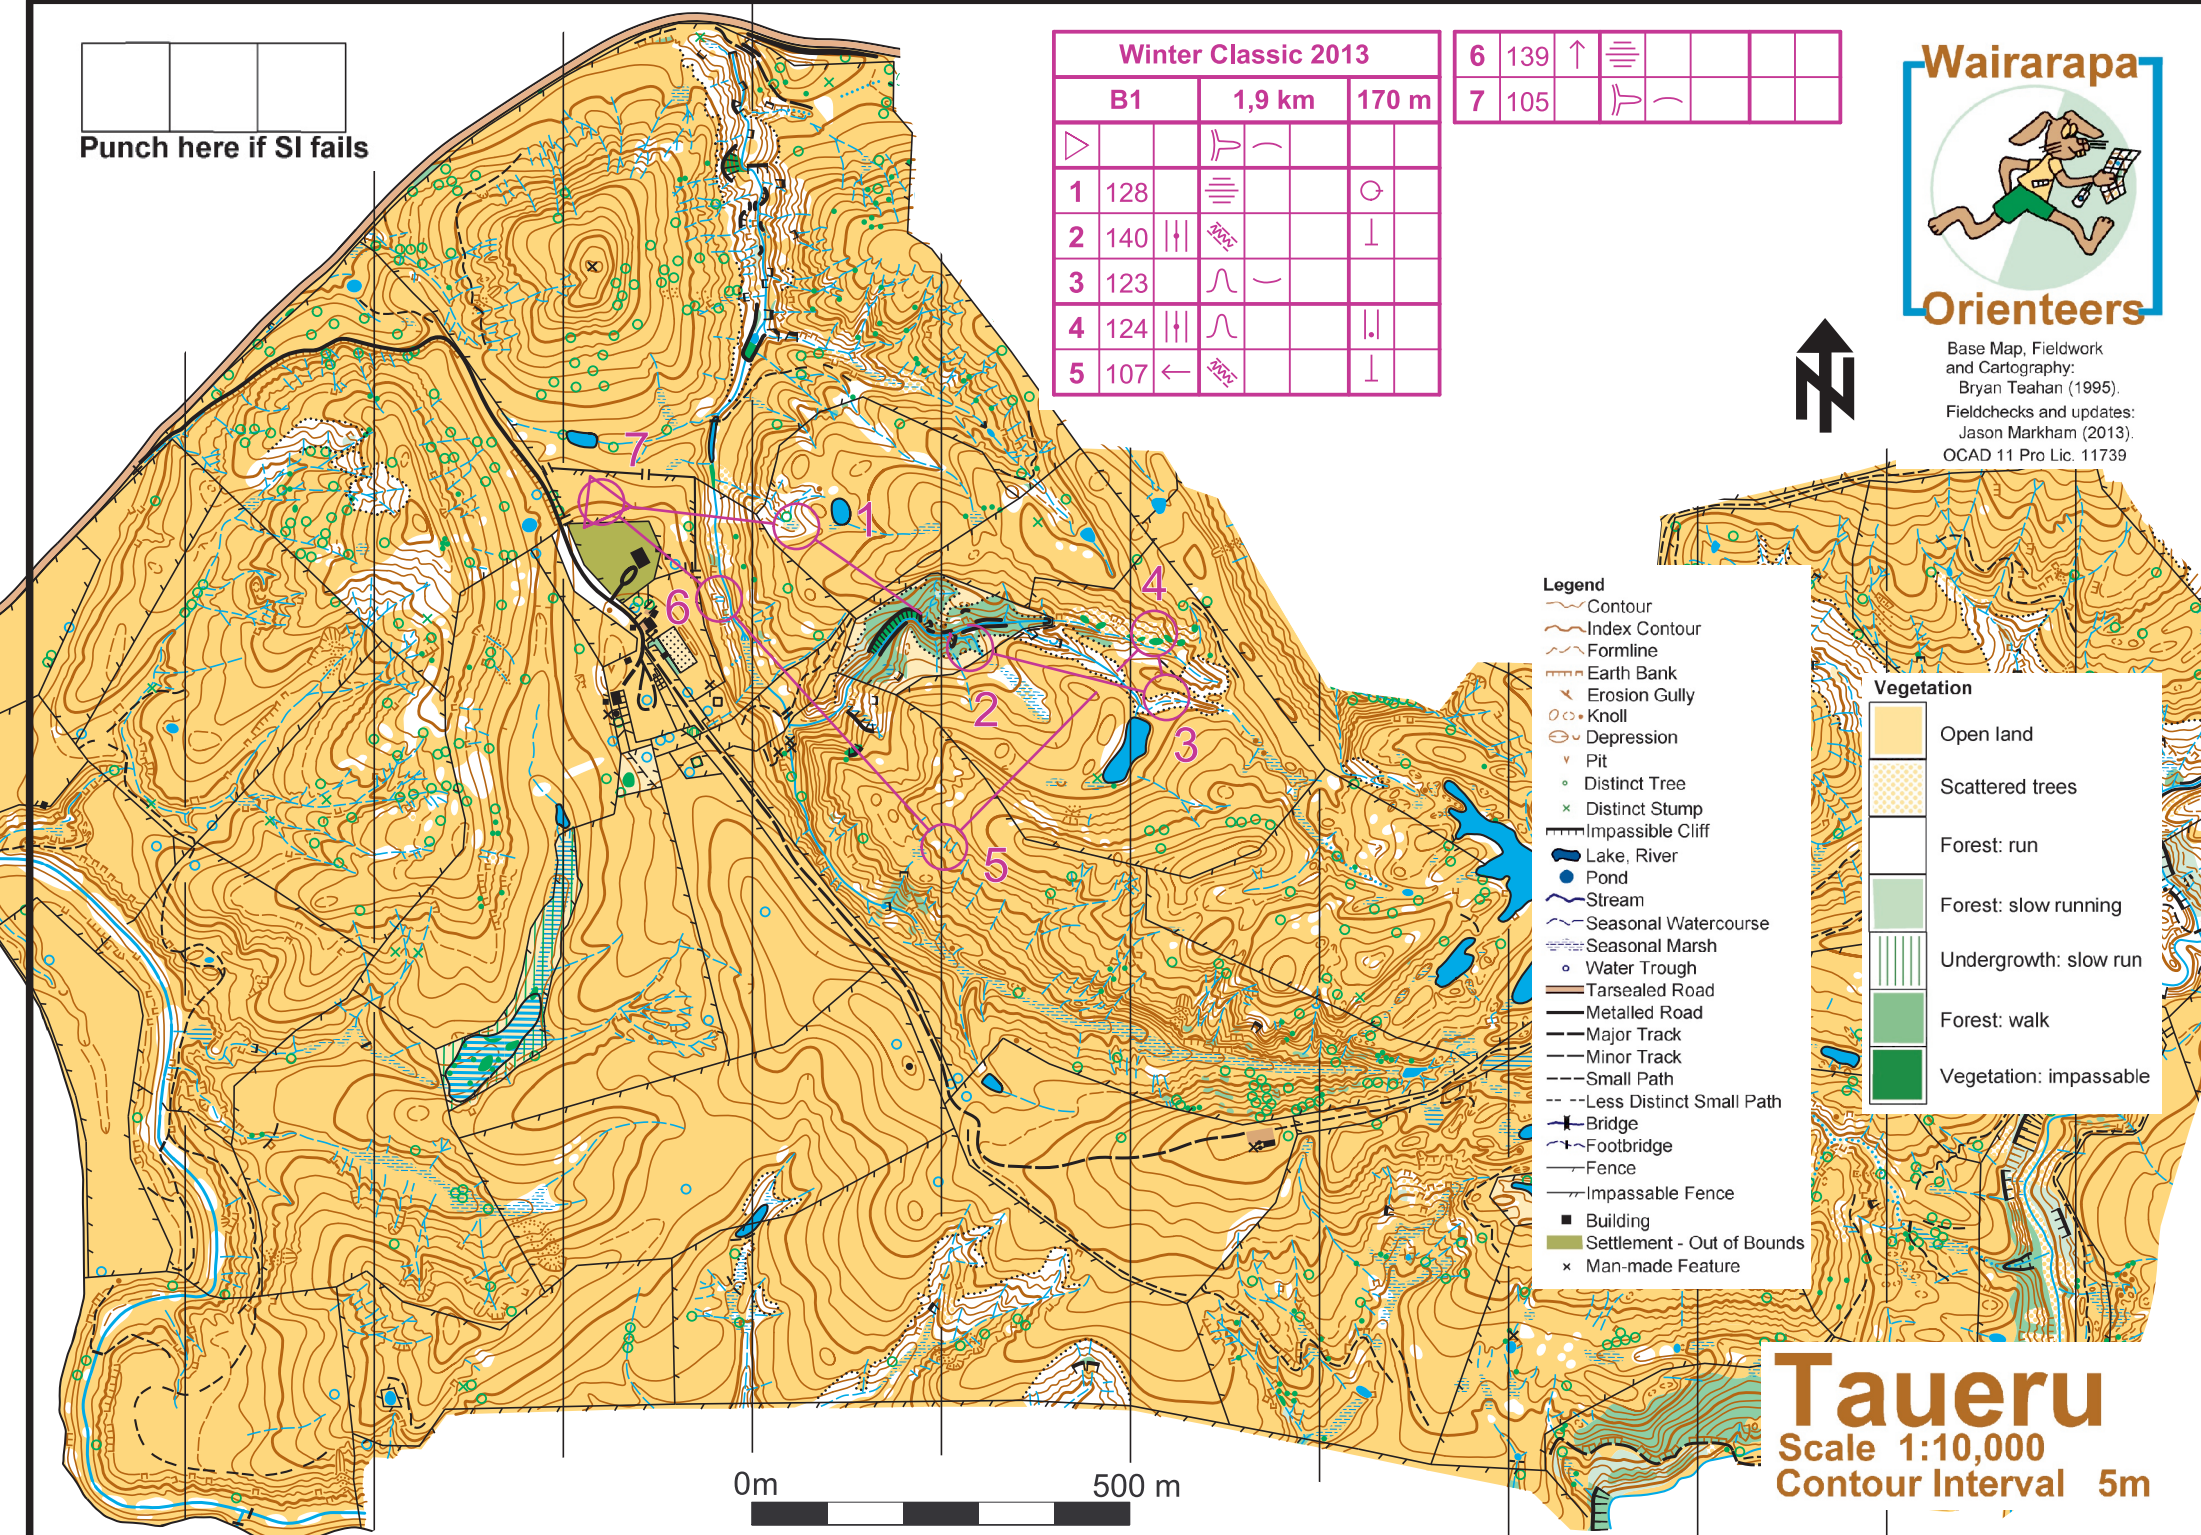 Punch here if SI fails
Winter Classic 2013
B1 1,9 km 170 m
1 128
2 140
3 123
4 124
5 107
6 139
7 105
Wairarapa
Orienteers
Base Map, Fieldwork
and Cartography:
Bryan Teahan (1995).
Fieldchecks and updates:
Jason Markham (2013).
OCAD 11 Pro Lic. 11739
N
7
1
4
6
2
3
5
Legend
Contour
Index Contour
Formline
Earth Bank
Erosion Gully
Knoll
Depression
Pit
Distinct Tree
Distinct Stump
Impassible Cliff
Lake, River
Pond
Stream
Seasonal Watercourse
Seasonal Marsh
Water Trough
Tarsealed Road
Metalled Road
Major Track
Minor Track
Small Path
Less Distinct Small Path
Bridge
Footbridge
Fence
Impassable Fence
Building
Settlement - Out of Bounds
Man-made Feature
Vegetation
Open land
Scattered trees
Forest: run
Forest: slow running
Undergrowth: slow run
Forest: walk
Vegetation: impassable
Taueru
Scale 1:10,000
Contour Interval 5m
0m 500 m